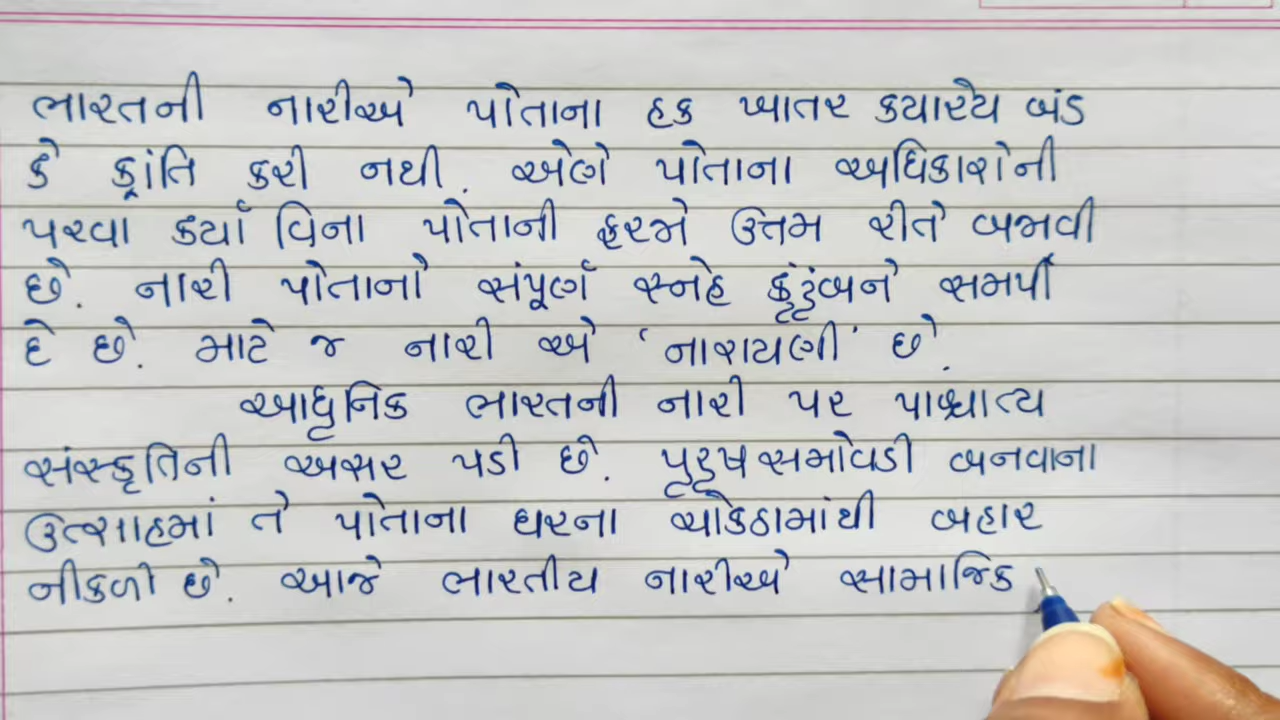 ભારતની નારીએ પોતાના હક ખાતર ક્યારેય બંડ
કે ક્રાંતિ કરી નથી. એણે પોતાના અધિકારોની
પરવા કર્યા વિના પોતાની ફરજો ઉત્તમ રીતે બજાવી
છે. નારી પોતાનો સંપૂર્ણ સ્નેહ કુટુંબને સમર્પી
દે છે. માટે જ નારી એ 'નારાયણી' છે.
આધુનિક ભારતની નારી પર પાશ્ચાત્ય
સંસ્કૃતિની અસર પડી છે. પુરુષસમોવડી બનવાના
ઉત્સાહમાં તે પોતાના ઘરના ચોકઠામાંથી બહાર
નીકળી છે. આજે ભારતીય નારીએ સામાજિક